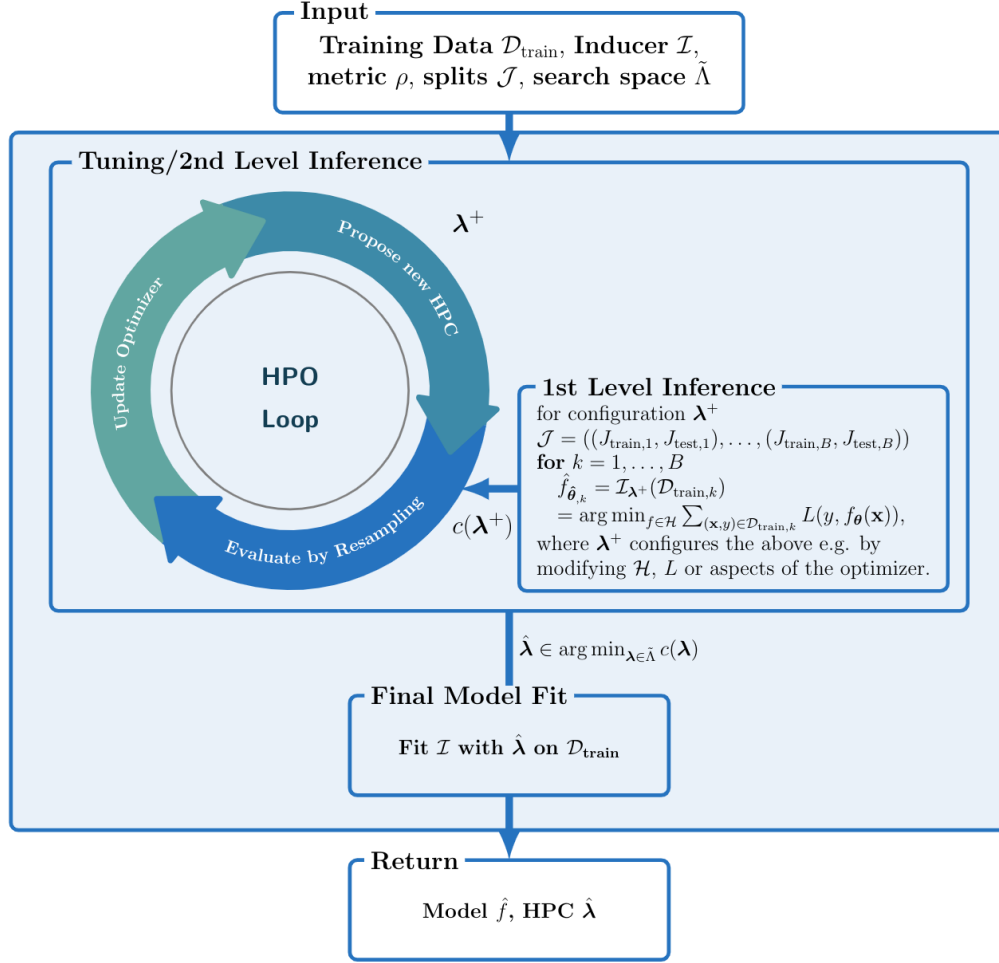 Input
Training Data 𝒟_train, Inducer ℐ,
metric ρ, splits 𝒥, search space Λ̃
Tuning/2nd Level Inference
λ⁺
Propose new HPC
Update Optimizer
HPO
Loop
Evaluate by Resampling
c(λ⁺)
1st Level Inference
for configuration λ⁺
𝒥 = ((J_train,1, J_test,1), . . . , (J_train,B, J_test,B))
for k = 1, . . . , B
f̂_θ̂,k = ℐ_λ⁺(𝒟_train,k)
= arg min_f∈ℋ ∑_(x,y)∈𝒟_train,k L(y, f_θ(x)),
where λ⁺ configures the above e.g. by
modifying ℋ, L or aspects of the optimizer.
λ̂ ∈ arg min_λ∈Λ̃ c(λ)
Final Model Fit
Fit ℐ with λ̂ on 𝒟_train
Return
Model f̂, HPC λ̂